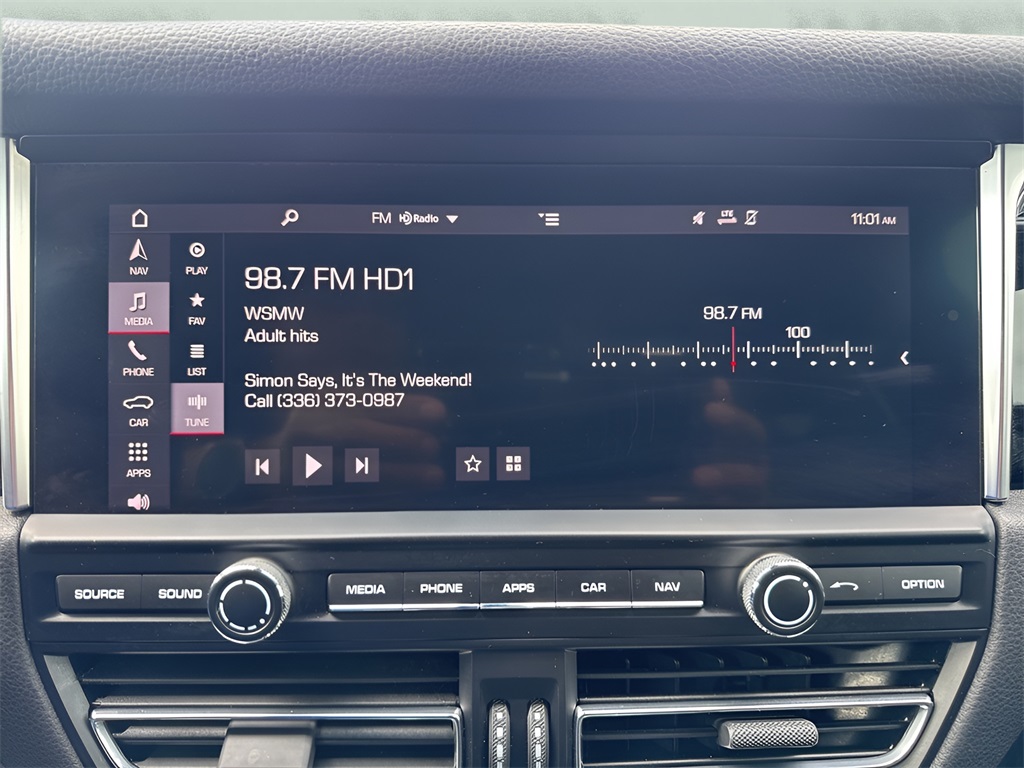 FM HD Radio LTE 11:01 AM
NAV
MEDIA
PHONE
CAR
APPS
PLAY
FAV
LIST
TUNE
98.7 FM HD1
WSMW
Adult hits
Simon Says, It's The Weekend!
Call (336) 373-0987
98.7 FM
100
SOURCE SOUND MEDIA PHONE APPS CAR NAV OPTION